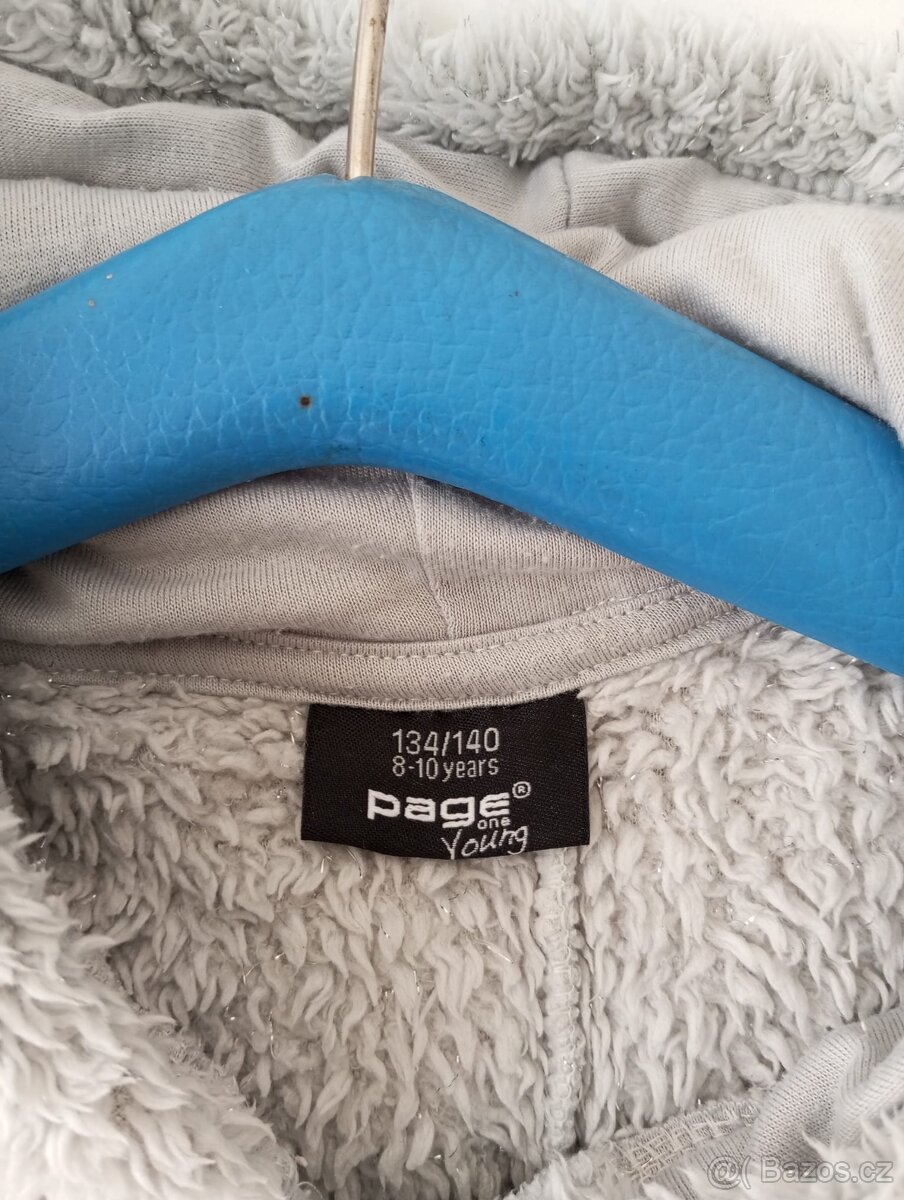 134/140
8-10 years
page®
one
Young
@( Bazos.cz